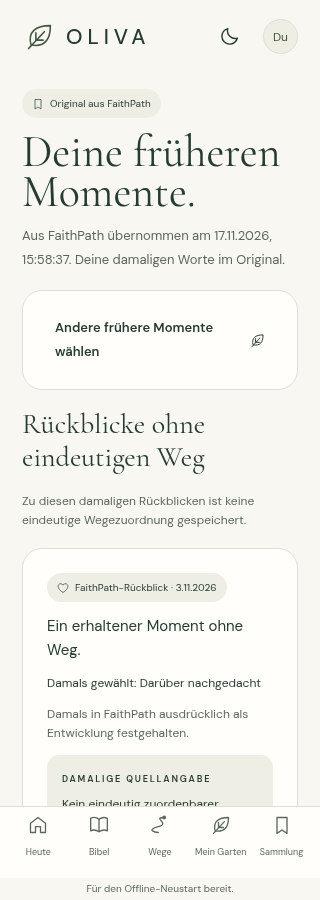 OLIVA
Du
Original aus FaithPath
Deine früheren
Momente.
Aus FaithPath übernommen am 17.11.2026,
15:58:37. Deine damaligen Worte im Original.
Andere frühere Momente
wählen
Rückblicke ohne
eindeutigen Weg
Zu diesen damaligen Rückblicken ist keine
eindeutige Wegezuordnung gespeichert.
FaithPath-Rückblick · 3.11.2026
Ein erhaltener Moment ohne
Weg.
Damals gewählt: Darüber nachgedacht
Damals in FaithPath ausdrücklich als
Entwicklung festgehalten.
DAMALIGE QUELLANGABE
Kein eindeutig zuordenbarer
Heute
Bibel
Wege
Mein Garten
Sammlung
Für den Offline-Neustart bereit.